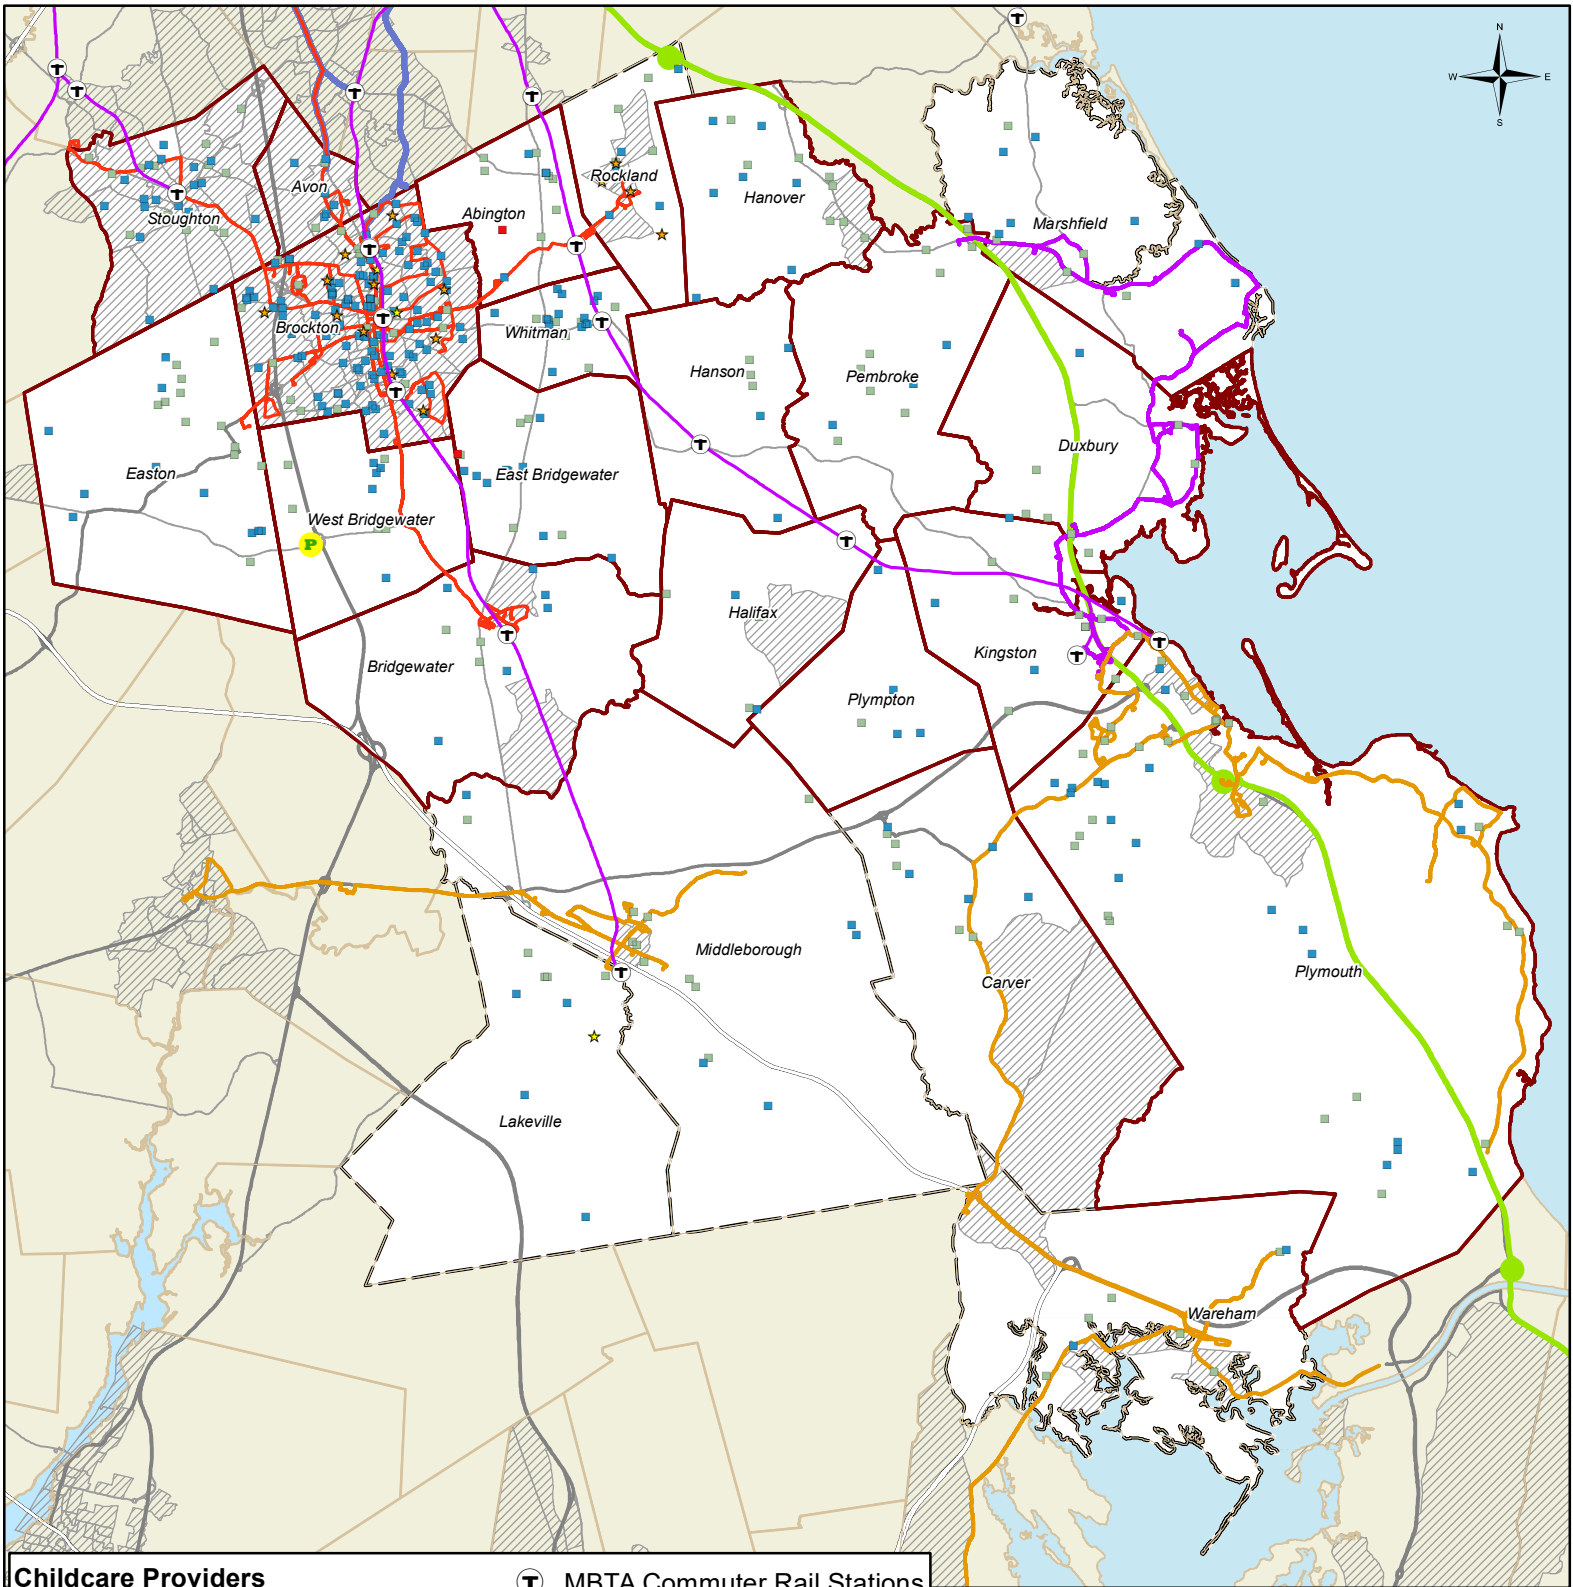 N
W E
S
Rockland
Avon
Hanover
Stoughton
Abington
Marshfield
Brockton
Whitman
Hanson
Pembroke
Duxbury
Easton
East Bridgewater
West Bridgewater
P
Halifax
Kingston
Bridgewater
Plympton
Middleborough
Plymouth
Carver
Lakeville
Wareham
Childcare Providers
T MBTA Commuter Rail Stations